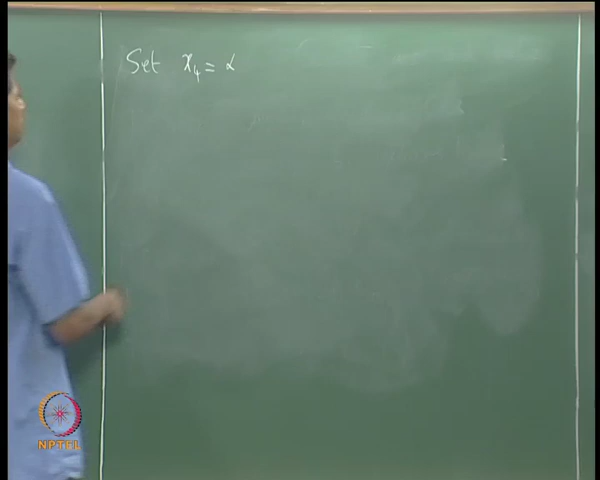 Set x₄ = α
NPTEL